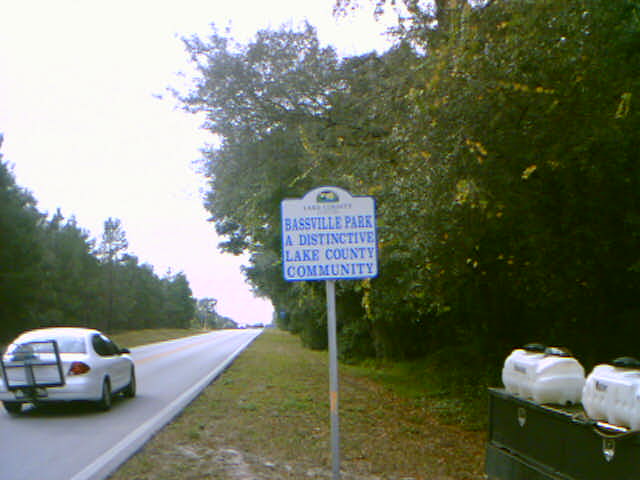 LAKE COUNTY
BASSVILLE PARK
A DISTINCTIVE
LAKE COUNTY
COMMUNITY